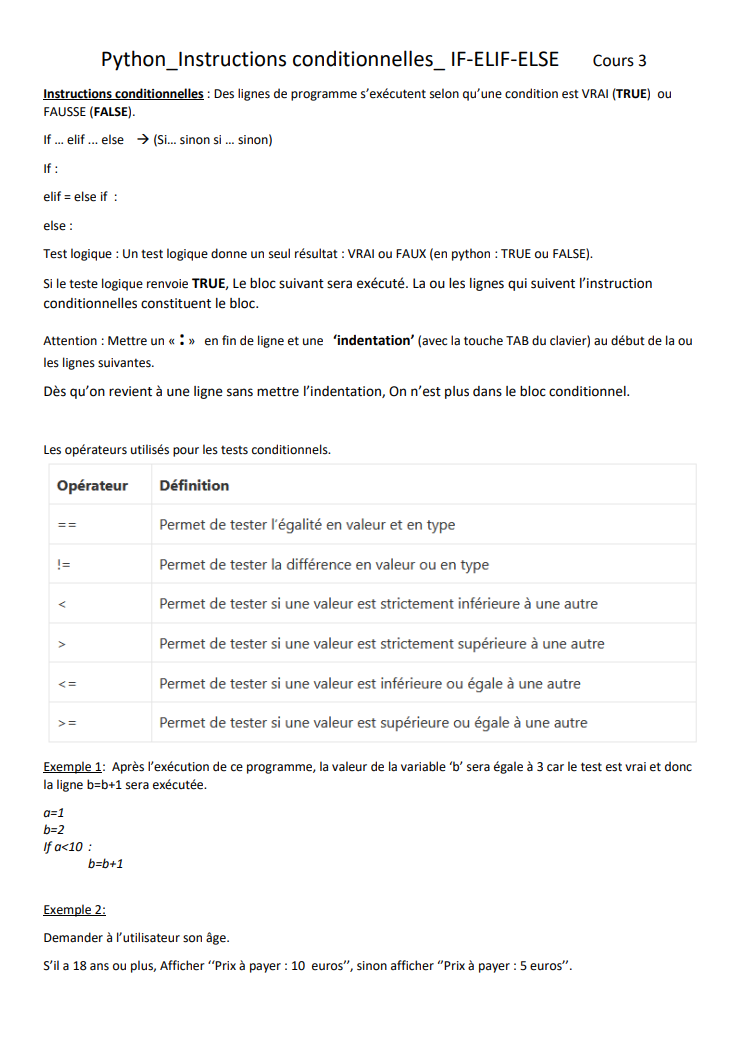 Python_Instructions conditionnelles_ IF-ELIF-ELSE Cours 3
Instructions conditionnelles : Des lignes de programme s’exécutent selon qu’une condition est VRAI (TRUE) ou
FAUSSE (FALSE).
If … elif … else → (Si… sinon si … sinon)
If :
elif = else if :
else :
Test logique : Un test logique donne un seul résultat : VRAI ou FAUX (en python : TRUE ou FALSE).
Si le teste logique renvoie TRUE, Le bloc suivant sera exécuté. La ou les lignes qui suivent l’instruction
conditionnelles constituent le bloc.
Attention : Mettre un « : » en fin de ligne et une ‘indentation’ (avec la touche TAB du clavier) au début de la ou
les lignes suivantes.
Dès qu’on revient à une ligne sans mettre l’indentation, On n’est plus dans le bloc conditionnel.
Les opérateurs utilisés pour les tests conditionnels.
Opérateur Définition
== Permet de tester l’égalité en valeur et en type
!= Permet de tester la différence en valeur ou en type
< Permet de tester si une valeur est strictement inférieure à une autre
> Permet de tester si une valeur est strictement supérieure à une autre
<= Permet de tester si une valeur est inférieure ou égale à une autre
>= Permet de tester si une valeur est supérieure ou égale à une autre
Exemple 1: Après l’exécution de ce programme, la valeur de la variable ‘b’ sera égale à 3 car le test est vrai et donc
la ligne b=b+1 sera exécutée.
a=1
b=2
If a<10 :
b=b+1
Exemple 2:
Demander à l’utilisateur son âge.
S’il a 18 ans ou plus, Afficher ‘‘Prix à payer : 10 euros’’, sinon afficher ‘’Prix à payer : 5 euros’’.